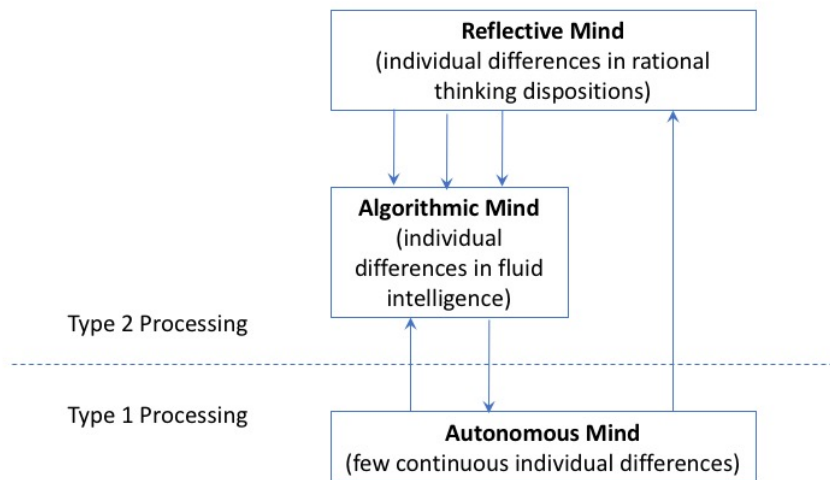 Reflective Mind
(individual differences in rational
thinking dispositions)
Algorithmic Mind
(individual
differences in fluid
intelligence)
Type 2 Processing
Type 1 Processing
Autonomous Mind
(few continuous individual differences)